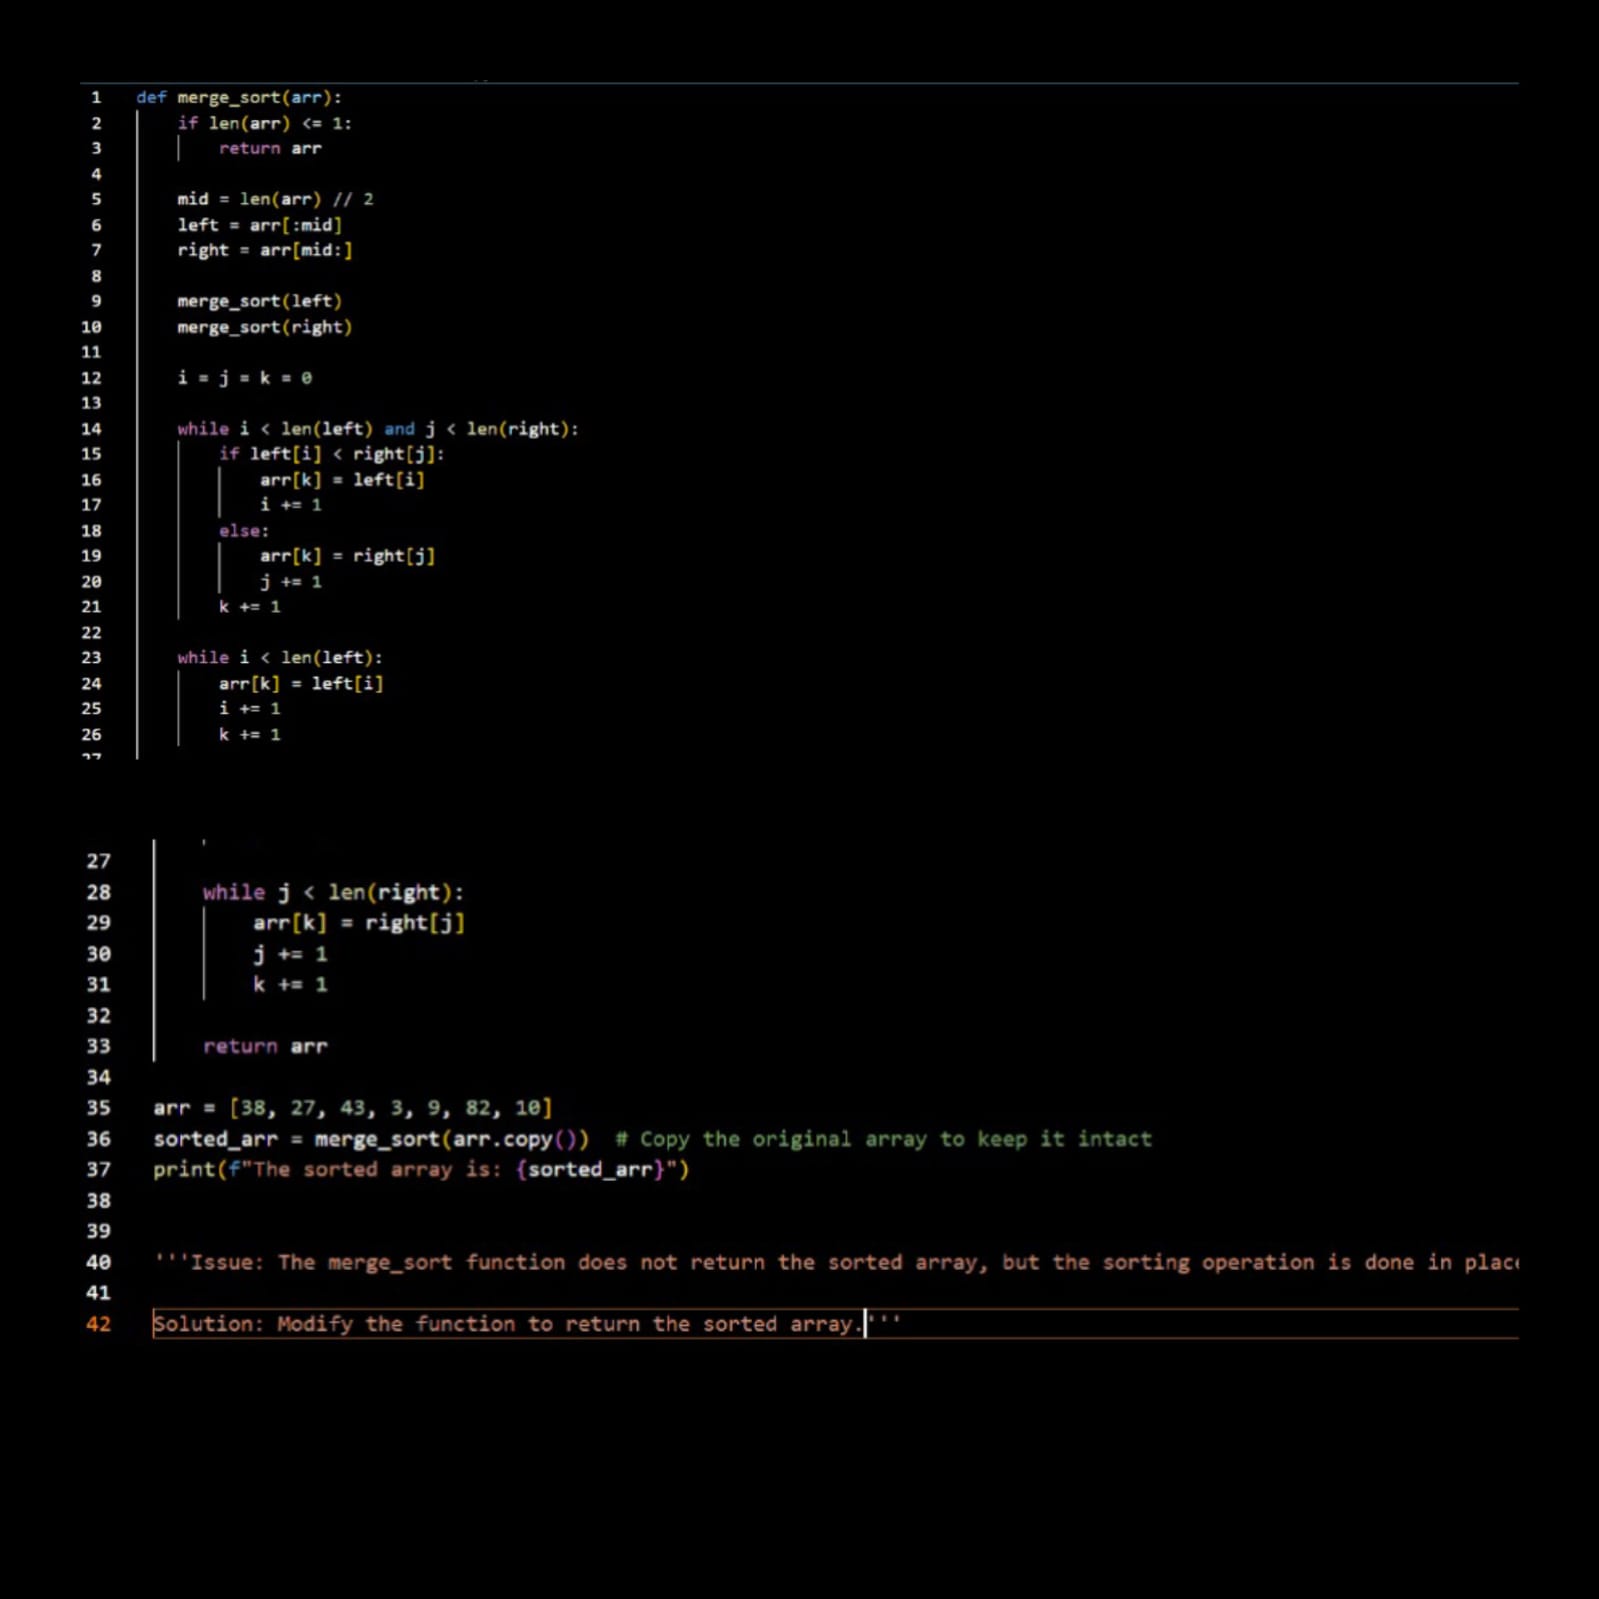 1 def merge_sort(arr):
2 if len(arr) <= 1:
3 return arr
4
5 mid = len(arr) // 2
6 left = arr[:mid]
7 right = arr[mid:]
8
9 merge_sort(left)
10 merge_sort(right)
11
12 i = j = k = 0
13
14 while i < len(left) and j < len(right):
15 if left[i] < right[j]:
16 arr[k] = left[i]
17 i += 1
18 else:
19 arr[k] = right[j]
20 j += 1
21 k += 1
22
23 while i < len(left):
24 arr[k] = left[i]
25 i += 1
26 k += 1
27
27
28 while j < len(right):
29 arr[k] = right[j]
30 j += 1
31 k += 1
32
33 return arr
34
35 arr = [38, 27, 43, 3, 9, 82, 10]
36 sorted_arr = merge_sort(arr.copy()) # Copy the original array to keep it intact
37 print(f"The sorted array is: {sorted_arr}")
38
39
40 '''Issue: The merge_sort function does not return the sorted array, but the sorting operation is done in place
41
42 Solution: Modify the function to return the sorted array.'''